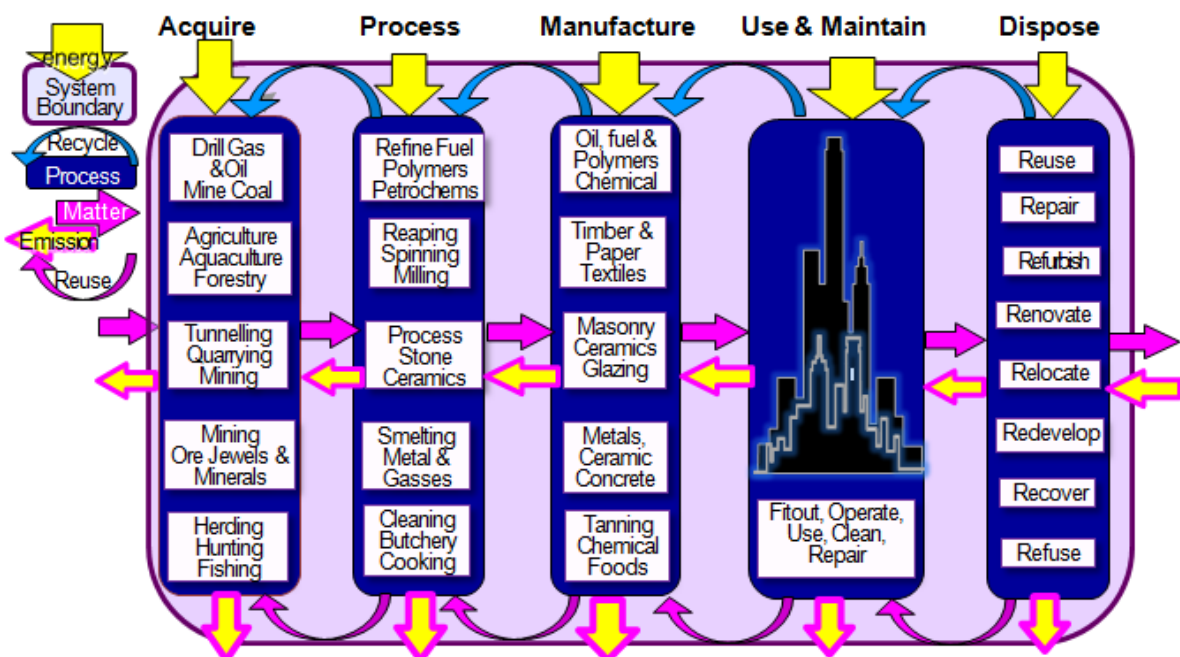 Acquire
Process
Manufacture
Use & Maintain
Dispose
energy
System
Boundary
Recycle
Process
Matter
Emission
Reuse
Drill Gas
&Oil
Mine Coal
Agriculture
Aquaculture
Forestry
Tunnelling
Quarrying
Mining
Mining
Ore Jewels &
Minerals
Herding
Hunting
Fishing
Refine Fuel
Polymers
Petrochems
Reaping
Spinning
Milling
Process
Stone
Ceramics
Smelting
Metal &
Gasses
Cleaning
Butchery
Cooking
Oil, fuel &
Polymers
Chemical
Timber &
Paper
Textiles
Masonry
Ceramics
Glazing
Metals,
Ceramic
Concrete
Tanning
Chemical
Foods
Fitout, Operate,
Use, Clean,
Repair
Reuse
Repair
Refurbish
Renovate
Relocate
Redevelop
Recover
Refuse